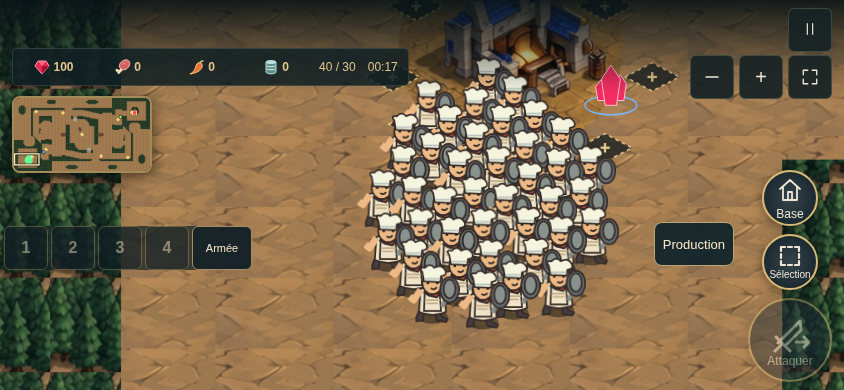 100 0 0 0 40 / 30 00:17
1 2 3 4 Armée
Production
Base
Sélection
Attaquer